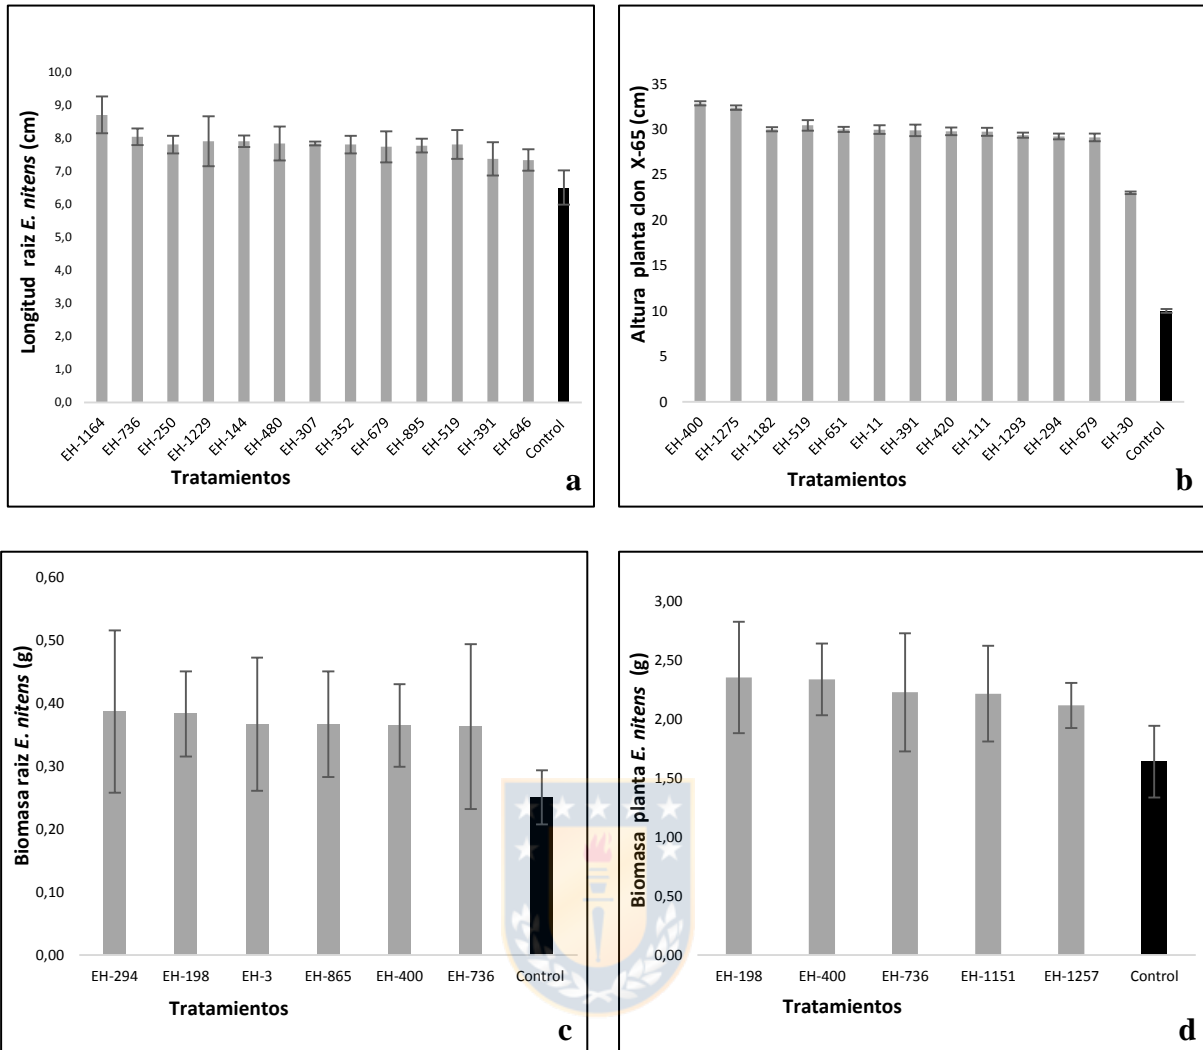 10,0
9,0
8,0
7,0
6,0
5,0
4,0
3,0
2,0
1,0
0,0
Longitud raiz E. nitens (cm)
EH-1164
EH-736
EH-250
EH-1229
EH-144
EH-480
EH-307
EH-352
EH-679
EH-895
EH-519
EH-391
EH-646
Control
Tratamientos
a
35
30
25
20
15
10
5
0
Altura planta clon X-65 (cm)
EH-400
EH-1275
EH-1182
EH-519
EH-651
EH-11
EH-391
EH-420
EH-111
EH-1293
EH-294
EH-679
EH-30
Control
Tratamientos
b
0,60
0,50
0,40
0,30
0,20
0,10
0,00
Biomasa raiz E. nitens (g)
EH-294
EH-198
EH-3
EH-865
EH-400
EH-736
Control
Tratamientos
c
3,00
2,50
2,00
1,50
1,00
0,50
0,00
Biomasa planta E. nitens (g)
EH-198
EH-400
EH-736
EH-1151
EH-1257
Control
Tratamientos
d